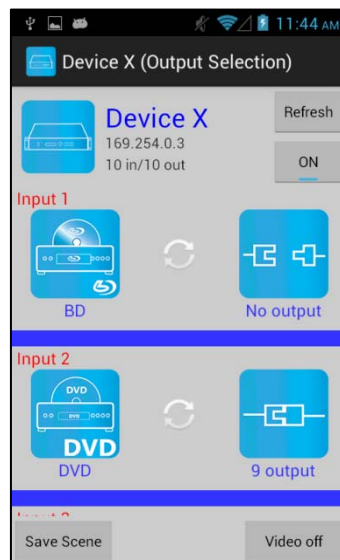 11:44 AM
Device X (Output Selection)
Device X
169.254.0.3
10 in/10 out
Refresh
ON
Input 1
BD
No output
Input 2
DVD
DVD
DVD
9 output
Save Scene
Video off